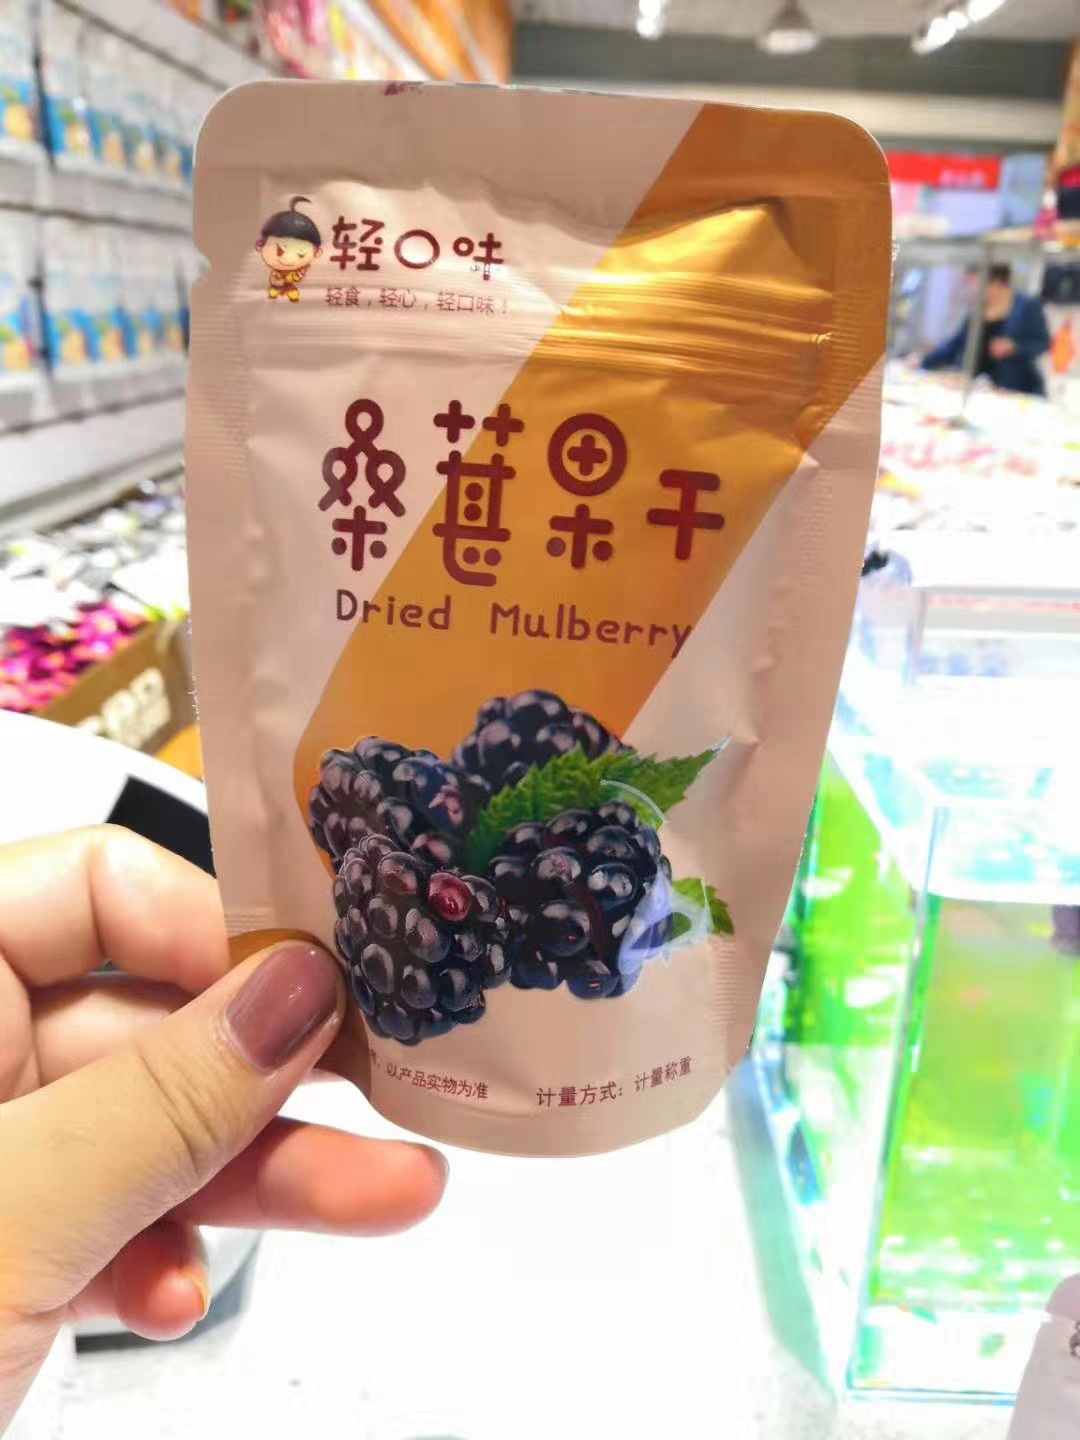 轻口味
轻食，轻心，轻口味！
桑葚果干
Dried Mulberry
，以产品实物为准
计量方式：计量称重